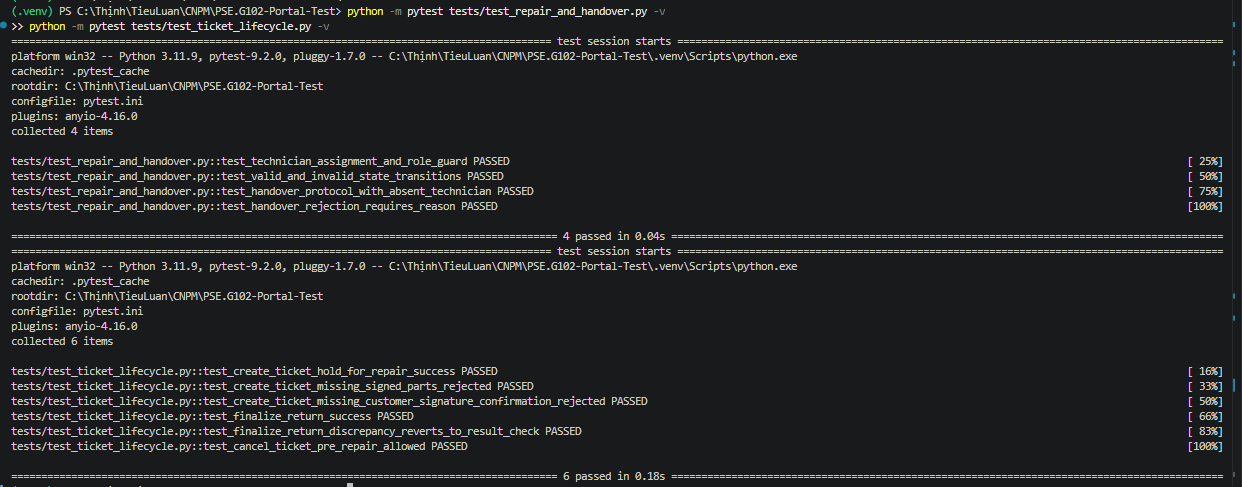 (.venv) PS C:\Thịnh\TieuLuan\CNPM\PSE.G102-Portal-Test> python -m pytest tests/test_repair_and_handover.py -v
>> python -m pytest tests/test_ticket_lifecycle.py -v
============================== test session starts ==============================
platform win32 -- Python 3.11.9, pytest-9.2.0, pluggy-1.7.0 -- C:\Thịnh\TieuLuan\CNPM\PSE.G102-Portal-Test\.venv\Scripts\python.exe
cachedir: .pytest_cache
rootdir: C:\Thịnh\TieuLuan\CNPM\PSE.G102-Portal-Test
configfile: pytest.ini
plugins: anyio-4.16.0
collected 4 items
tests/test_repair_and_handover.py::test_technician_assignment_and_role_guard PASSED [ 25%]
tests/test_repair_and_handover.py::test_valid_and_invalid_state_transitions PASSED [ 50%]
tests/test_repair_and_handover.py::test_handover_protocol_with_absent_technician PASSED [ 75%]
tests/test_repair_and_handover.py::test_handover_rejection_requires_reason PASSED [100%]
============================== 4 passed in 0.04s ==============================
============================== test session starts ==============================
platform win32 -- Python 3.11.9, pytest-9.2.0, pluggy-1.7.0 -- C:\Thịnh\TieuLuan\CNPM\PSE.G102-Portal-Test\.venv\Scripts\python.exe
cachedir: .pytest_cache
rootdir: C:\Thịnh\TieuLuan\CNPM\PSE.G102-Portal-Test
configfile: pytest.ini
plugins: anyio-4.16.0
collected 6 items
tests/test_ticket_lifecycle.py::test_create_ticket_hold_for_repair_success PASSED [ 16%]
tests/test_ticket_lifecycle.py::test_create_ticket_missing_signed_parts_rejected PASSED [ 33%]
tests/test_ticket_lifecycle.py::test_create_ticket_missing_customer_signature_confirmation_rejected PASSED [ 50%]
tests/test_ticket_lifecycle.py::test_finalize_return_success PASSED [ 66%]
tests/test_ticket_lifecycle.py::test_finalize_return_discrepancy_reverts_to_result_check PASSED [ 83%]
tests/test_ticket_lifecycle.py::test_cancel_ticket_pre_repair_allowed PASSED [100%]
============================== 6 passed in 0.18s ==============================